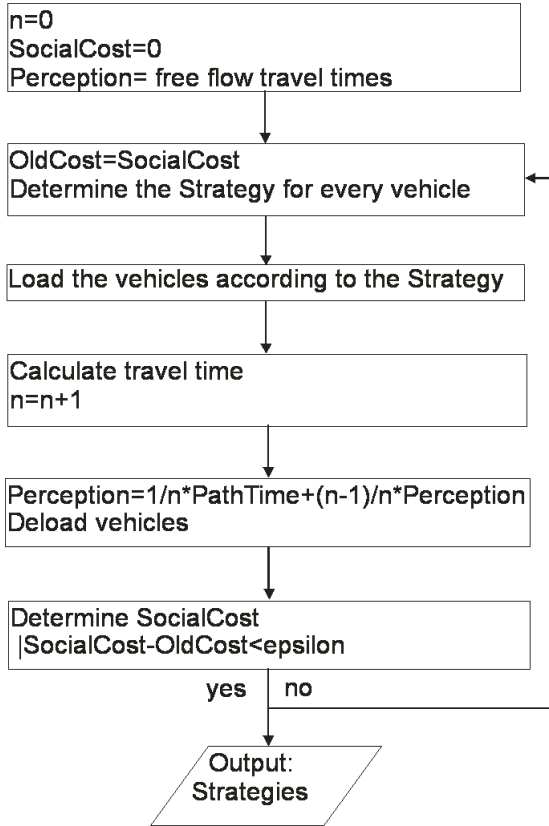 n=0
SocialCost=0
Perception= free flow travel times
OldCost=SocialCost
Determine the Strategy for every vehicle
Load the vehicles according to the Strategy
Calculate travel time
n=n+1
Perception=1/n*PathTime+(n-1)/n*Perception
Deload vehicles
Determine SocialCost
|SocialCost-OldCost<epsilon
yes no
Output:
Strategies